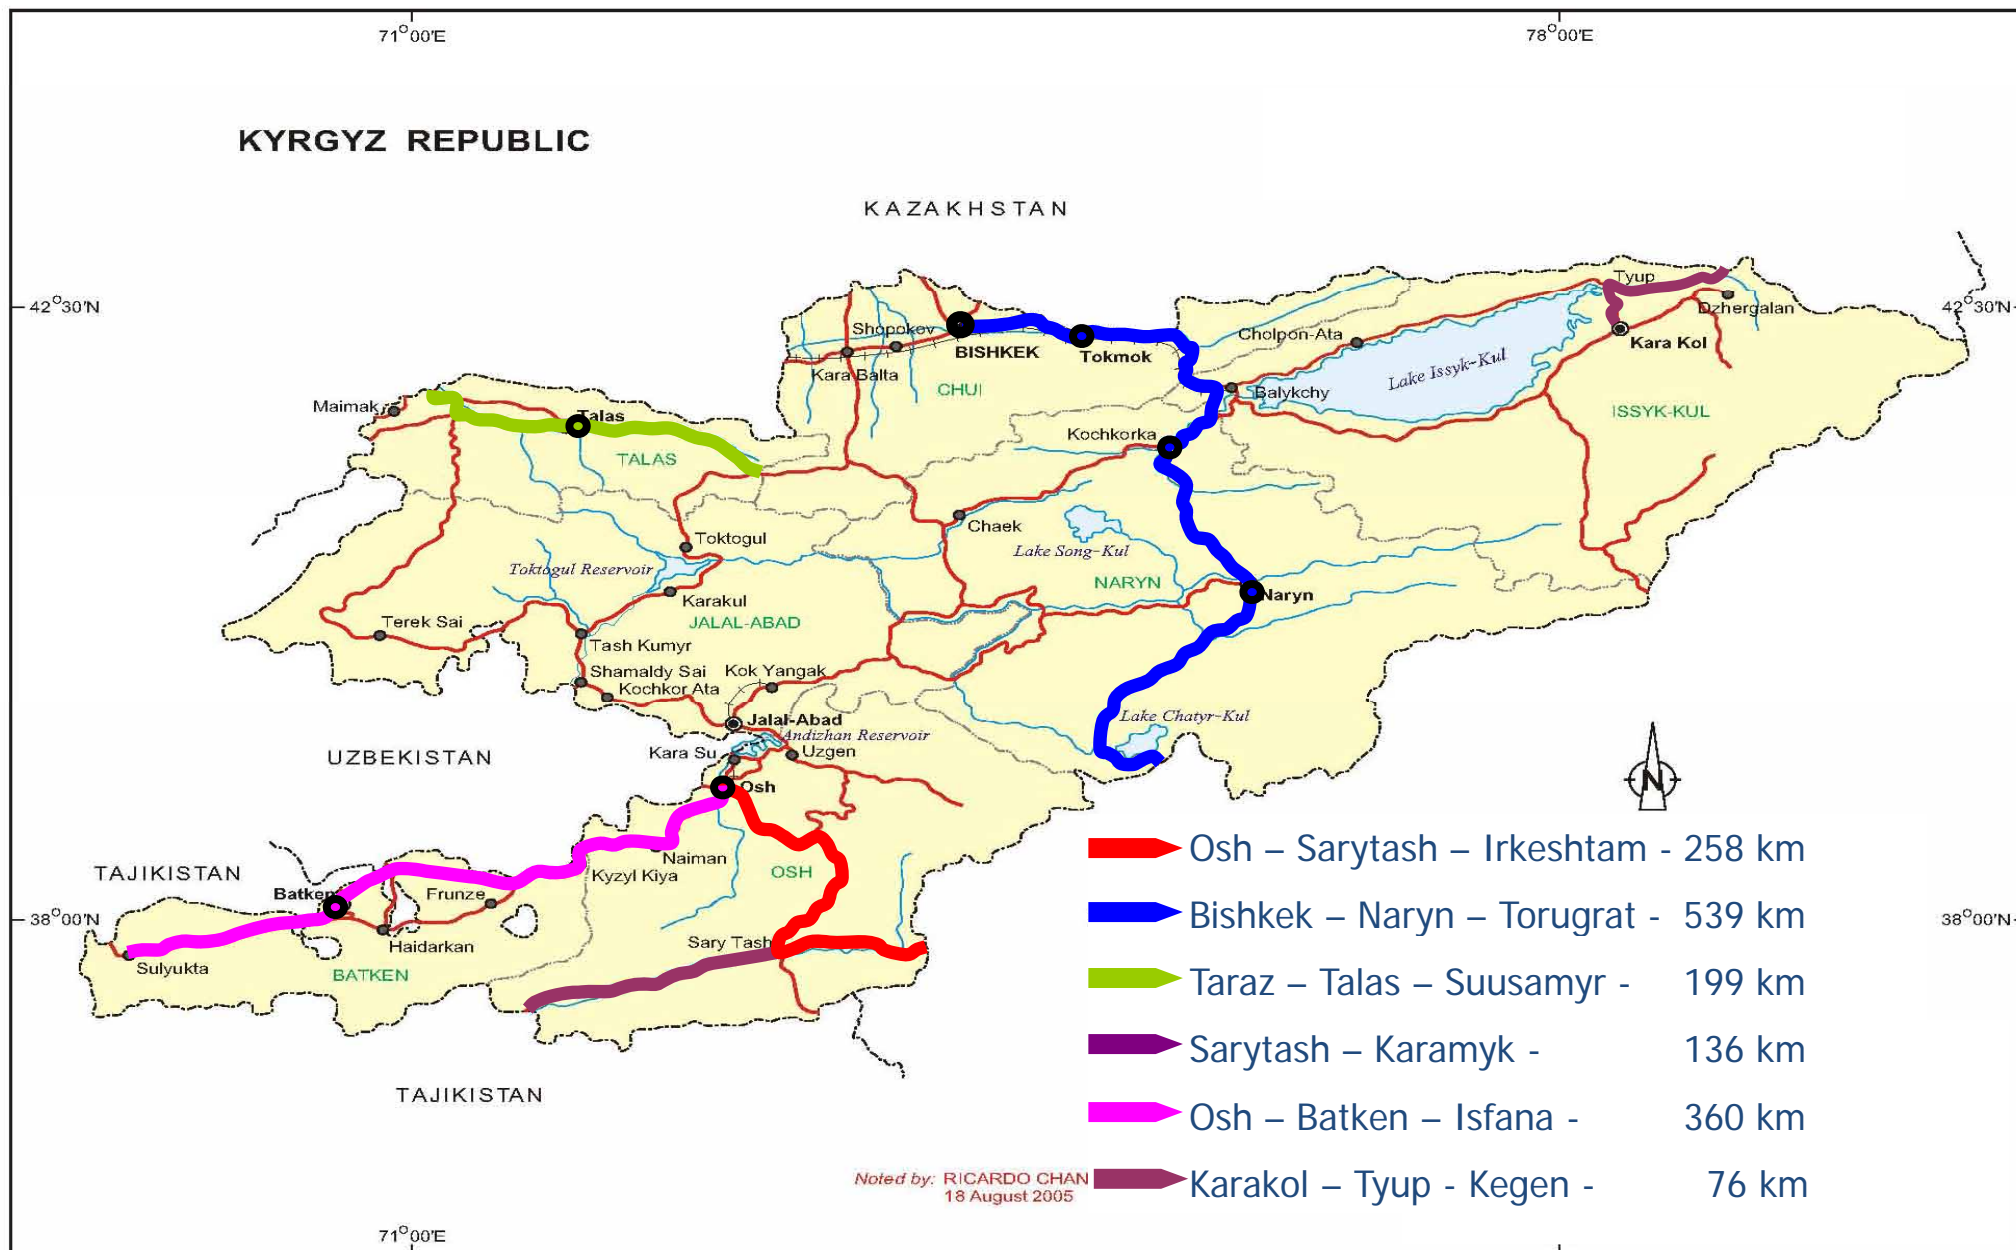 71°00'E
78°00'E
KYRGYZ REPUBLIC
KAZAKHSTAN
Tyup
Dzhergalan
42°30'N
42°30'N
Shopokov
BISHKEK
Tokmok
Cholpon-Ata
Kara Kol
Kara Balta
Lake Issyk-Kul
CHUI
Balykchy
ISSYK-KUL
Maimak
Talas
Kochkorka
TALAS
Chaek
Toktogul
Lake Song-Kul
Toktogul Reservoir
NARYN
Naryn
Karakul
Terek Sai
JALAL-ABAD
Tash Kumyr
Shamaldy Sai
Kok Yangak
Kochkor Ata
Jalal-Abad
Lake Chatyr-Kul
Andizhan Reservoir
UZBEKISTAN
Kara Su
Uzgen
N
Osh
Naiman
TAJIKISTAN
Kyzyl Kiya
OSH
Batken
Frunze
38°00'N
38°00'N
Haidarkan
Sary Tash
Sulyukta
BATKEN
TAJIKISTAN
Osh – Sarytash – Irkeshtam - 258 km
Bishkek – Naryn – Torugrat - 539 km
Taraz – Talas – Suusamyr - 199 km
Sarytash – Karamyk - 136 km
Osh – Batken – Isfana - 360 km
Karakol – Tyup - Kegen - 76 km
Noted by: RICARDO CHAN
18 August 2005
71°00'E